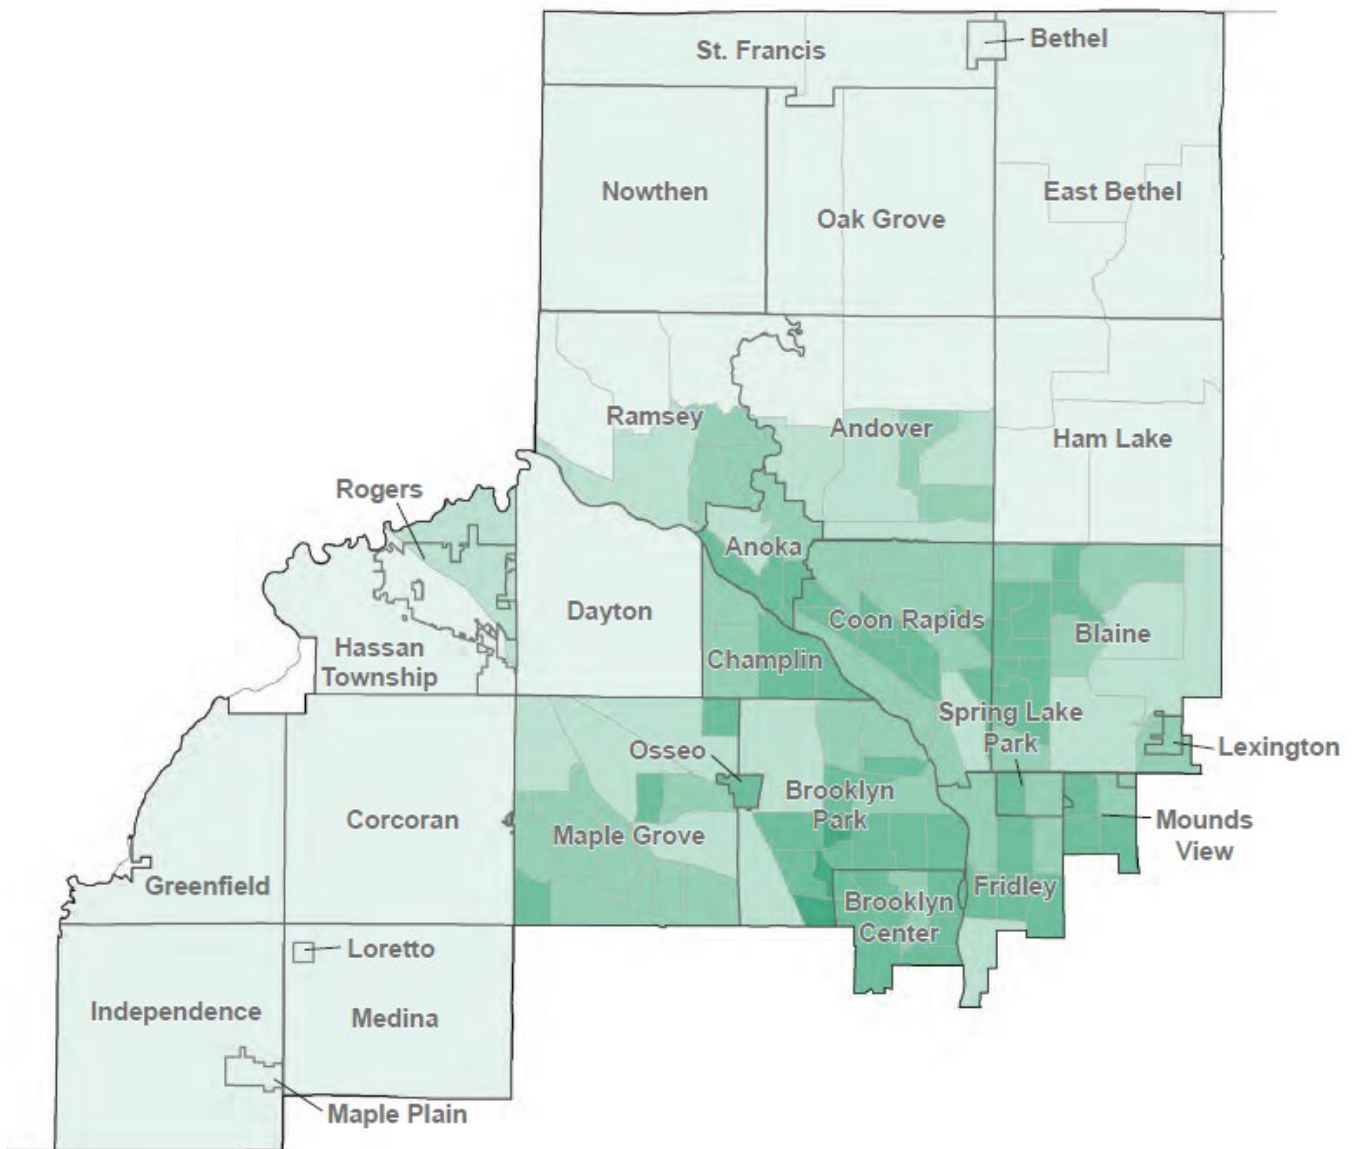 St. Francis
Bethel
Nowthen
Oak Grove
East Bethel
Ramsey
Andover
Ham Lake
Rogers
Anoka
Dayton
Coon Rapids
Blaine
Hassan
Township
Champlin
Spring Lake
Park
Lexington
Osseo
Brooklyn
Park
Corcoran
Maple Grove
Mounds
View
Greenfield
Fridley
Brooklyn
Center
Loretto
Independence
Medina
Maple Plain